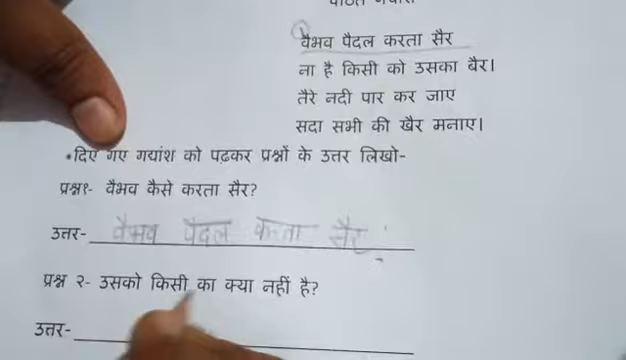 वैभव पैदल करता सैर
ना है किसी को उसका बैर।
तैरे नदी पार कर जाए
सदा सभी की खैर मनाए।
•दिए गए गद्यांश को पढ़कर प्रश्नों के उत्तर लिखो-
प्रश्न१- वैभव कैसे करता सैर?
उत्तर- वैभव पैदल करता सैर
प्रश्न २- उसको किसी का क्या नहीं है?
उत्तर-